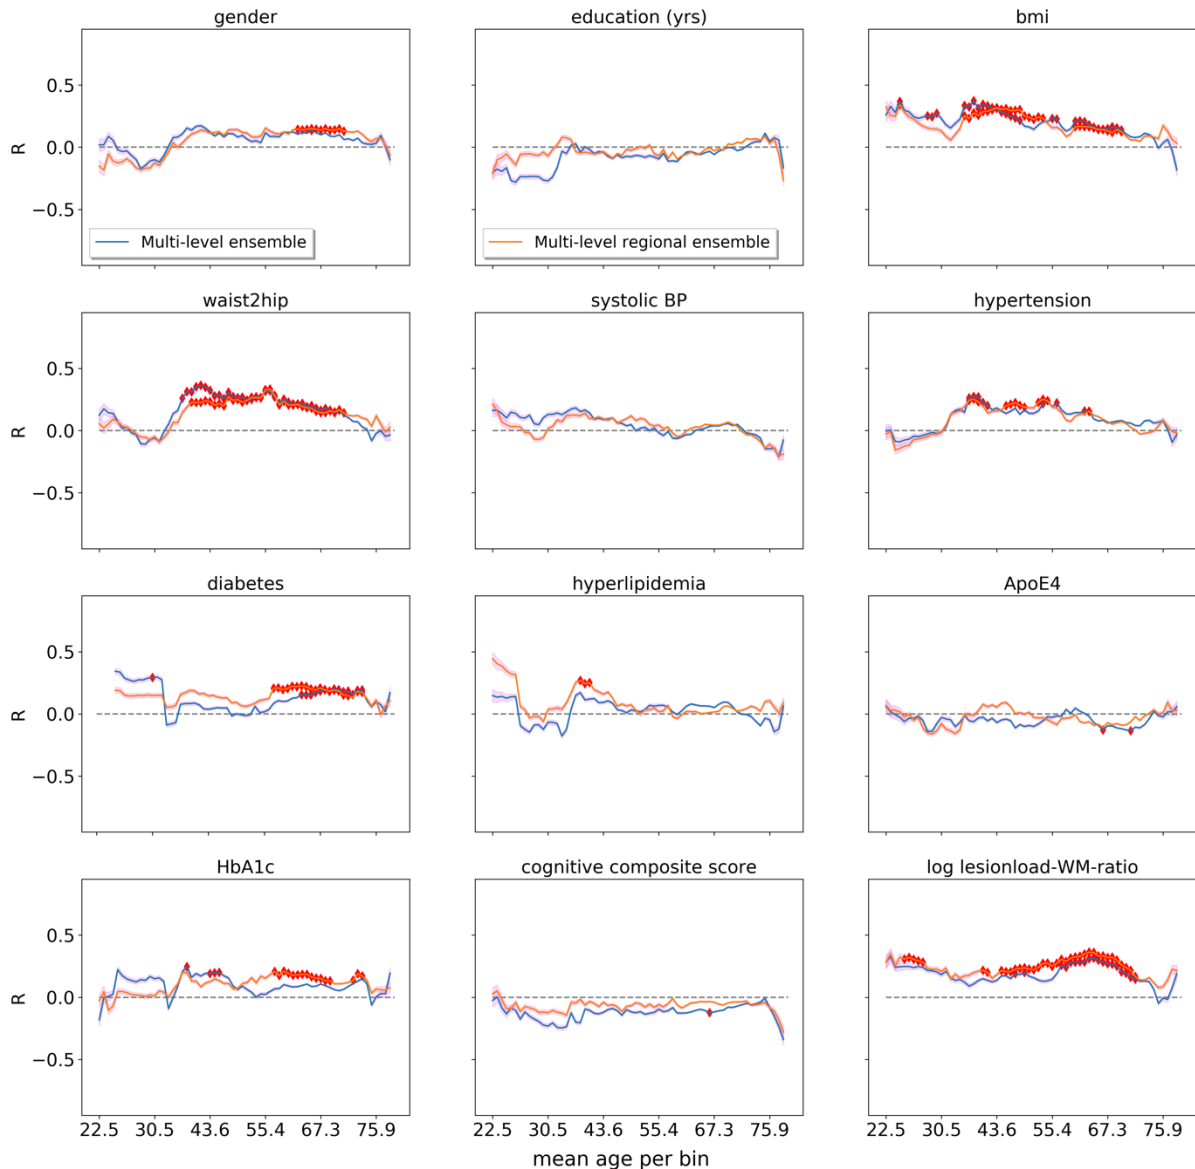 gender education (yrs) bmi
R 0.5 0.0 −0.5
Multi-level ensemble Multi-level regional ensemble
waist2hip systolic BP hypertension
R 0.5 0.0 −0.5
diabetes hyperlipidemia ApoE4
R 0.5 0.0 −0.5
HbA1c cognitive composite score log lesionload-WM-ratio
R 0.5 0.0 −0.5
22.5 30.5 43.6 55.4 67.3 75.9 22.5 30.5 43.6 55.4 67.3 75.9 22.5 30.5 43.6 55.4 67.3 75.9
mean age per bin